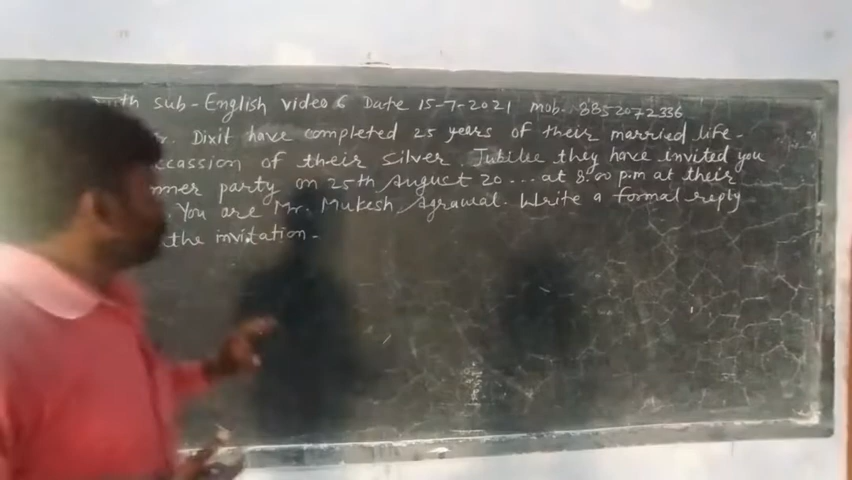 sub-English video 6 Date 15-7-2021 mob. 8852072336
Dixit have completed 25 years of their married life-
ccassion of their Silver Jubilee they have invited you
nner party on 25th August 20... at 8:00 p.m at their
. You are Mr. Mukesh Agrawal. Write a formal reply
the invitation-